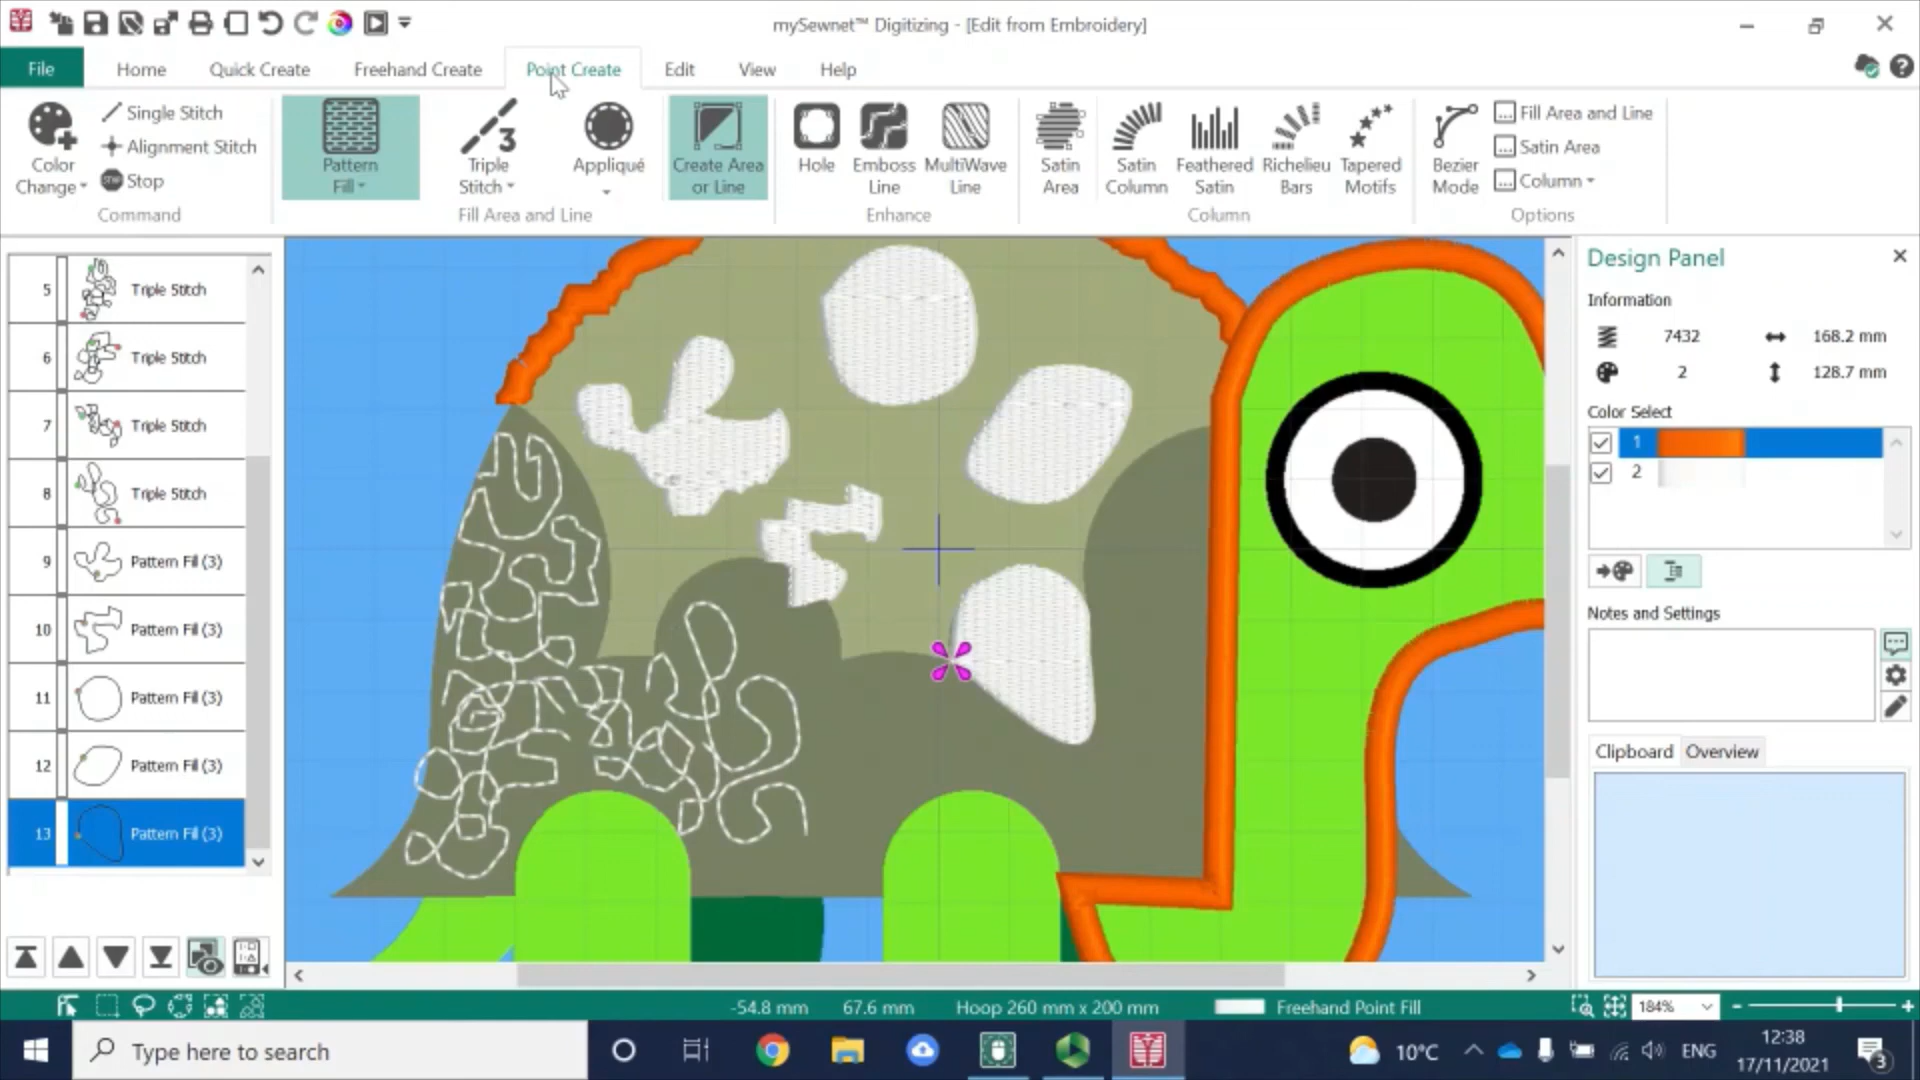 mySewnet™ Digitizing - [Edit from Embroidery]
File Home Quick Create Freehand Create Point Create Edit View Help
Color Change
Single Stitch
Alignment Stitch
Stop
Command
Pattern Fill
3
Triple Stitch
Appliqué
Create Area or Line
Fill Area and Line
Hole
Emboss Line
MultiWave Line
Enhance
Satin Area
Satin Column
Feathered Satin
Richelieu Bars
Tapered Motifs
Column
Bezier Mode
Fill Area and Line
Satin Area
Column
Options
5 Triple Stitch
6 Triple Stitch
7 Triple Stitch
8 Triple Stitch
9 Pattern Fill (3)
10 Pattern Fill (3)
11 Pattern Fill (3)
12 Pattern Fill (3)
13 Pattern Fill (3)
Design Panel
Information
7432 168.2 mm
2 128.7 mm
Color Select
1
2
Notes and Settings
Clipboard Overview
-54.8 mm 67.6 mm Hoop 260 mm x 200 mm Freehand Point Fill 184%
Type here to search
10°C ENG 12:38
17/11/2021
3